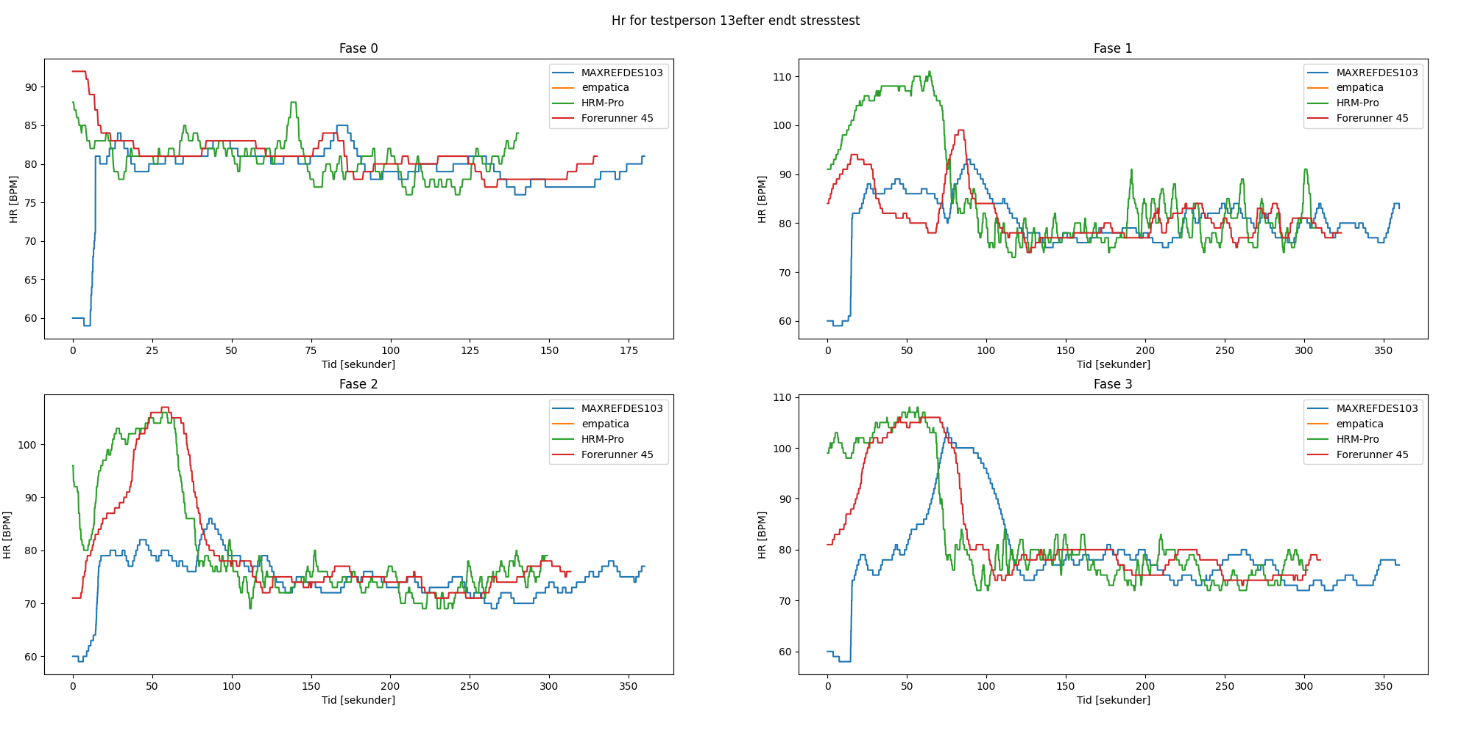 Hr for testperson 13efter endt stresstest
Fase 0
HR [BPM]
90
85
80
75
70
65
60
0 25 50 75 100 125 150 175
Tid [sekunder]
MAXREFDES103
empatica
HRM-Pro
Forerunner 45
Fase 1
HR [BPM]
110
100
90
80
70
60
0 50 100 150 200 250 300 350
Tid [sekunder]
MAXREFDES103
empatica
HRM-Pro
Forerunner 45
Fase 2
HR [BPM]
100
90
80
70
60
0 50 100 150 200 250 300 350
Tid [sekunder]
MAXREFDES103
empatica
HRM-Pro
Forerunner 45
Fase 3
HR [BPM]
110
100
90
80
70
60
0 50 100 150 200 250 300 350
Tid [sekunder]
MAXREFDES103
empatica
HRM-Pro
Forerunner 45